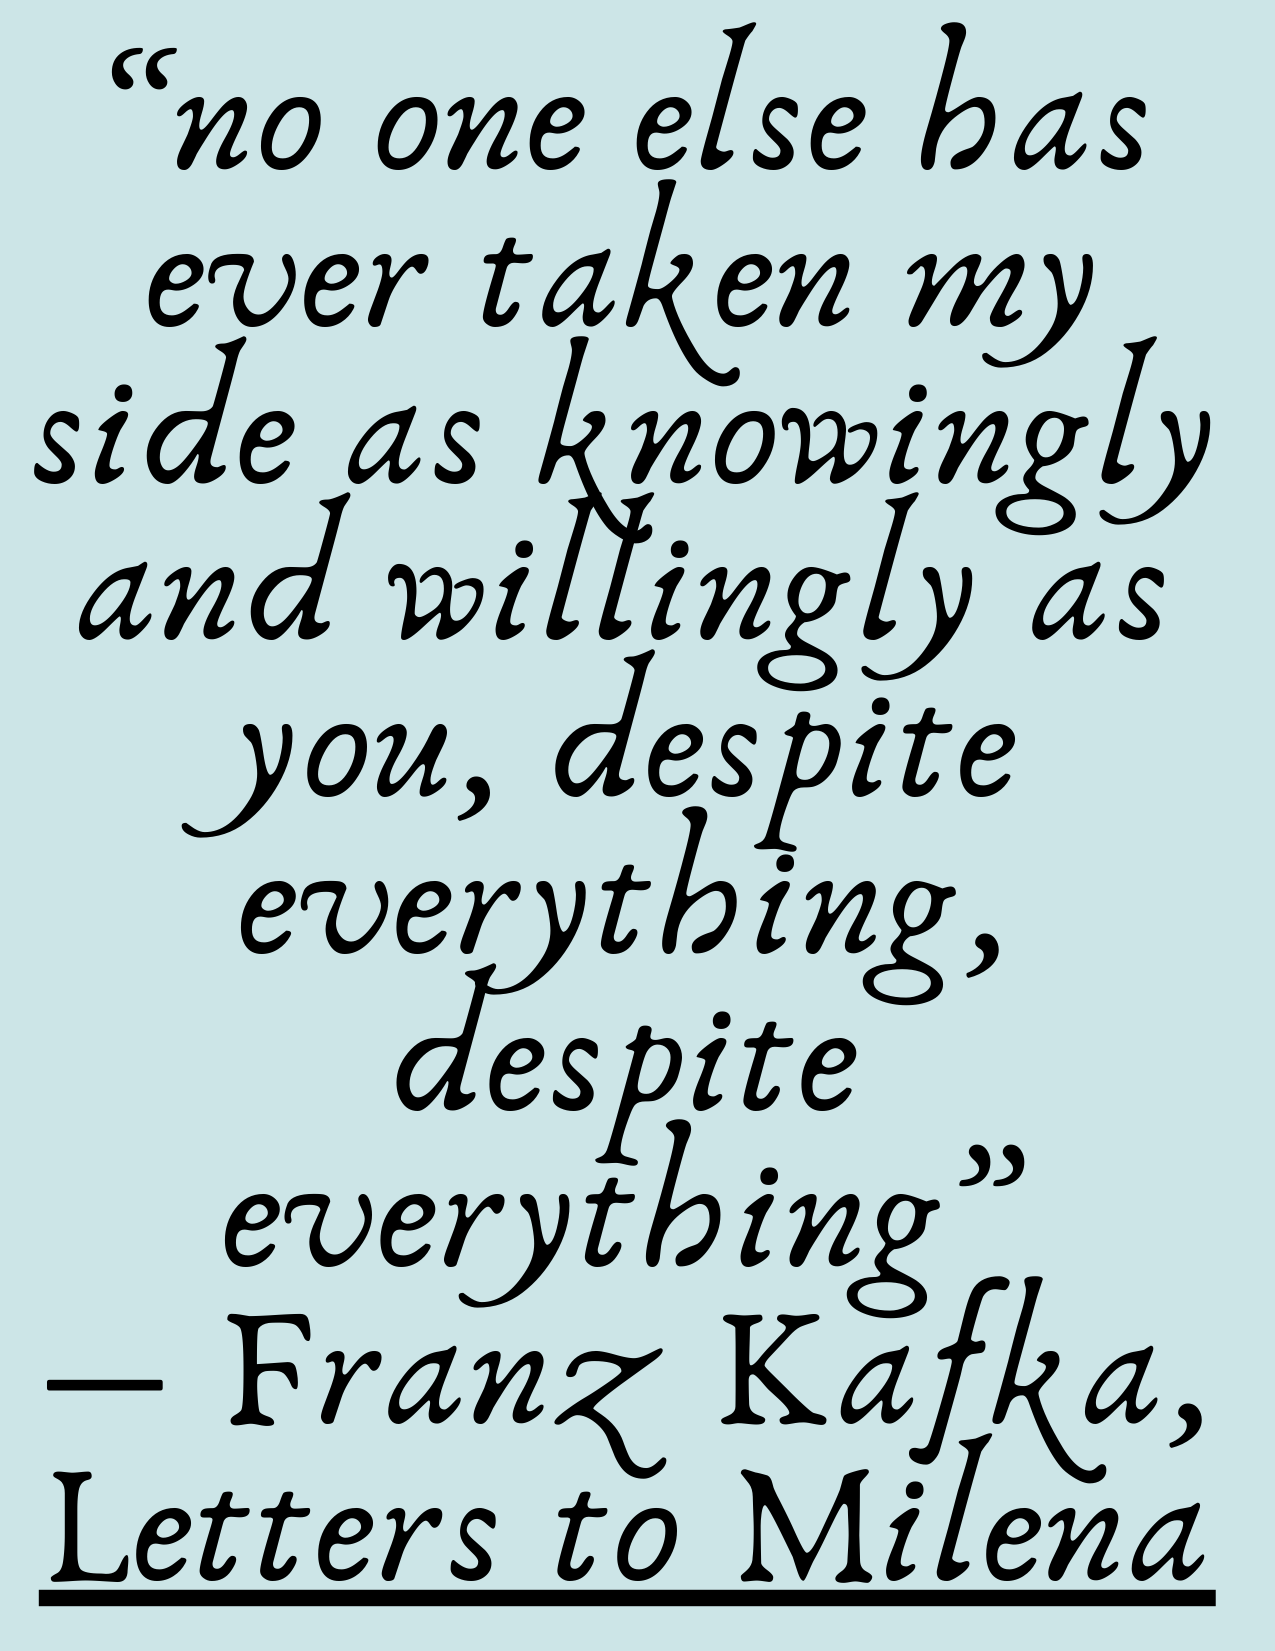 “no one else has
ever taken my
side as knowingly
and willingly as
you, despite
everything,
despite
everything”
— Franz Kafka,
Letters to Milena